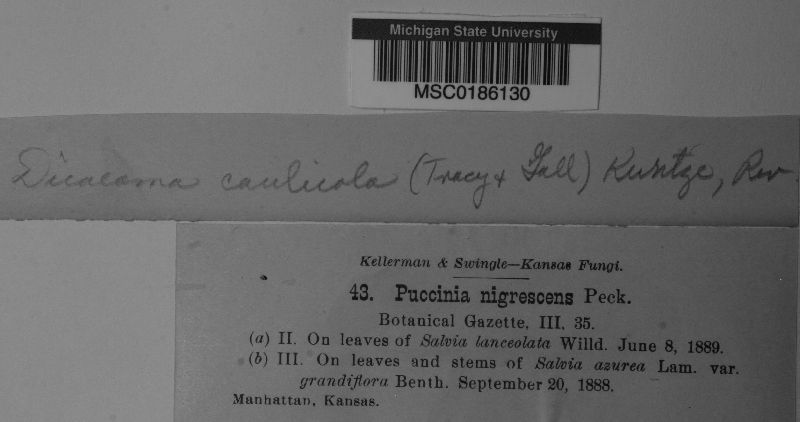 Michigan State University
MSC0186130
Dicaeoma caulicola (Tracy + Gall) Kuntze, Rev.
Kellerman & Swingle—Kansas Fungi.
43. Puccinia nigrescens Peck.
Botanical Gazette, III, 35.
(a) II. On leaves of Salvia lanceolata Willd. June 8, 1889.
(b) III. On leaves and stems of Salvia azurea Lam. var.
grandiflora Benth. September 20, 1888.
Manhattan, Kansas.